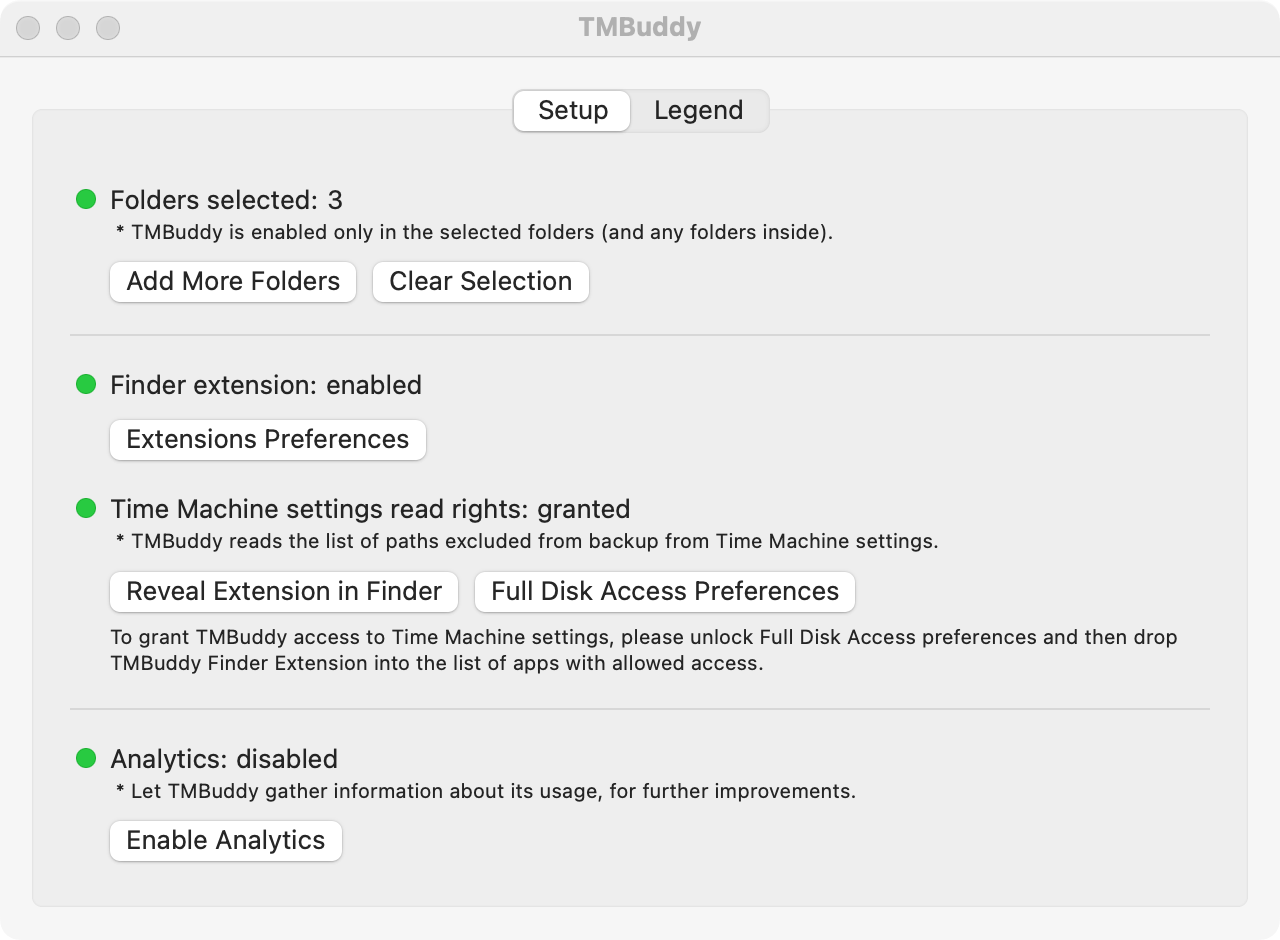 TMBuddy
Setup Legend
Folders selected: 3
* TMBuddy is enabled only in the selected folders (and any folders inside).
Add More Folders Clear Selection
Finder extension: enabled
Extensions Preferences
Time Machine settings read rights: granted
* TMBuddy reads the list of paths excluded from backup from Time Machine settings.
Reveal Extension in Finder Full Disk Access Preferences
To grant TMBuddy access to Time Machine settings, please unlock Full Disk Access preferences and then drop
TMBuddy Finder Extension into the list of apps with allowed access.
Analytics: disabled
* Let TMBuddy gather information about its usage, for further improvements.
Enable Analytics